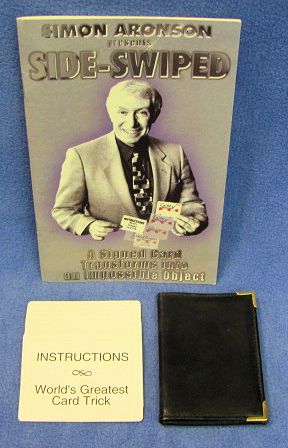 SIMON ARONSON
presents
SIDE-SWIPED
A Signed Card
Transforms into
an Impossible Object
INSTRUCTIONS
World's Greatest
Card Trick